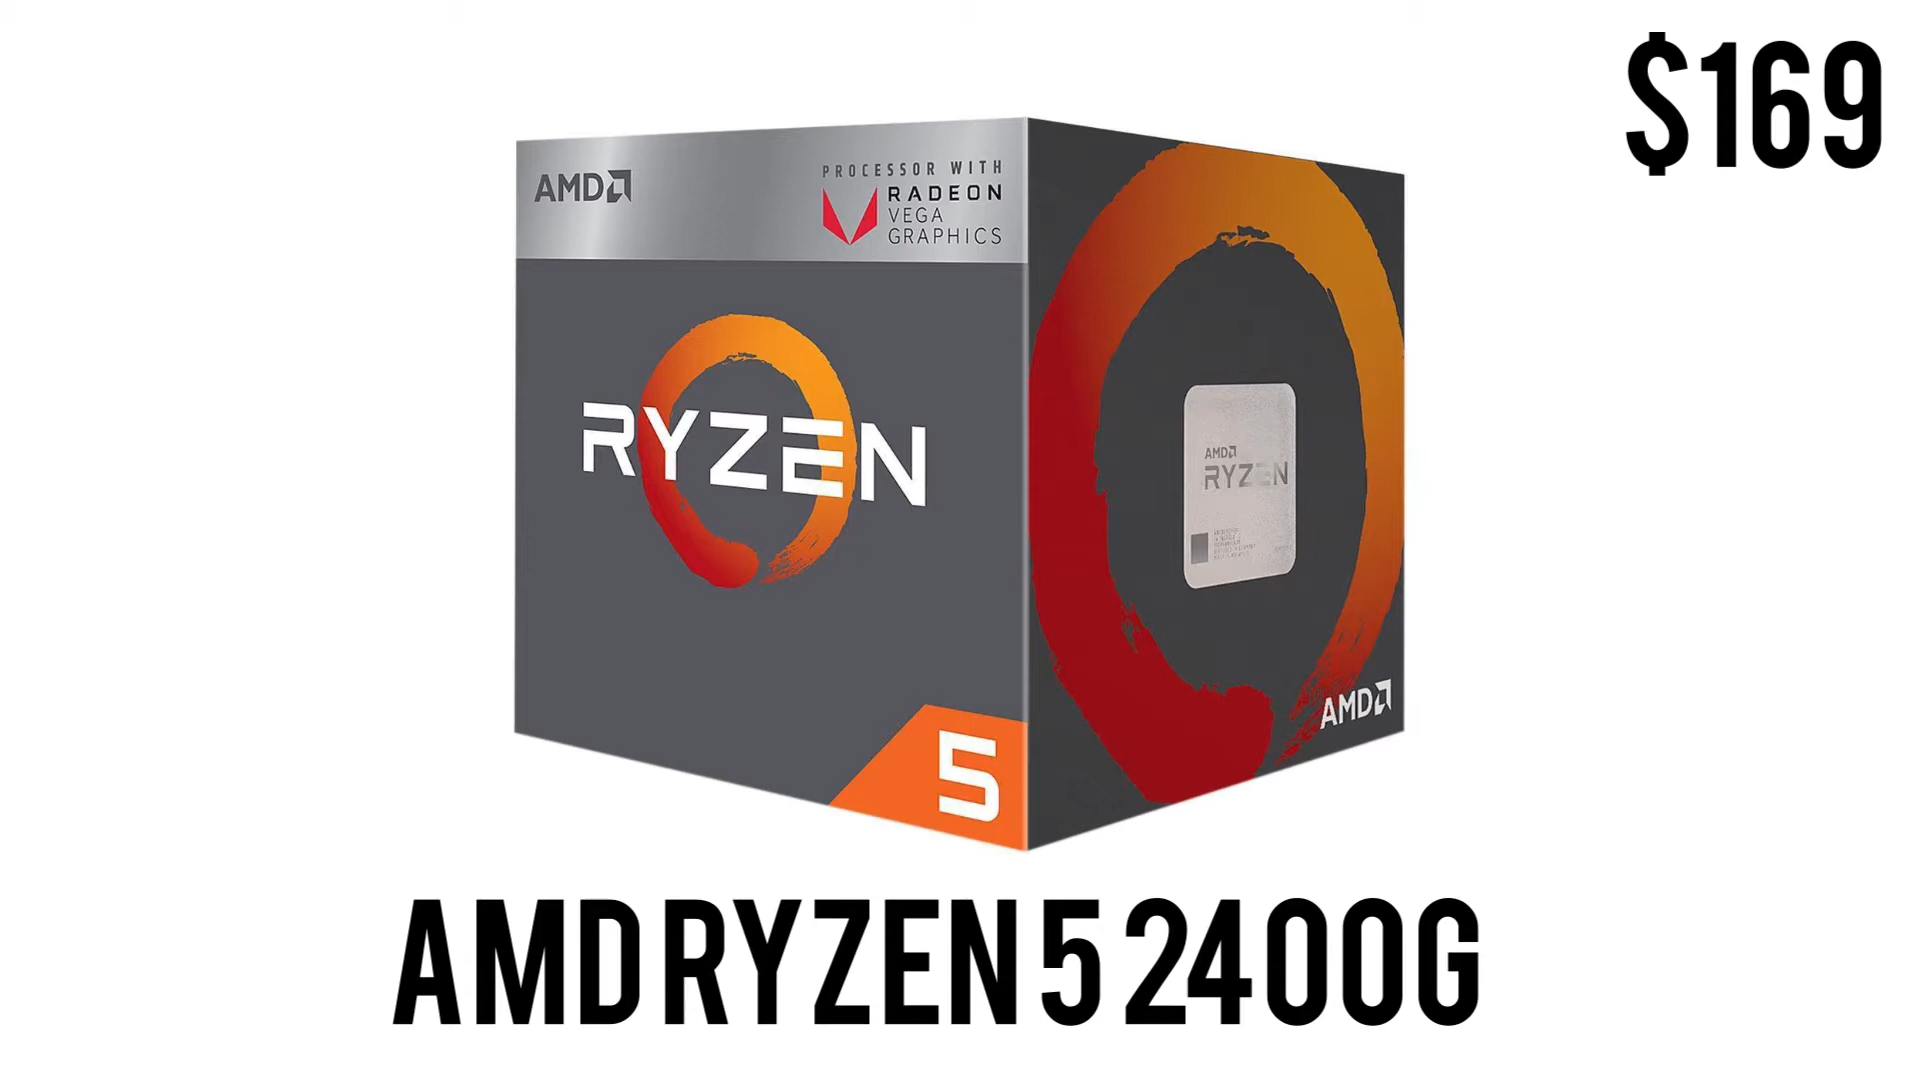 $169
AMD
PROCESSOR WITH
RADEON
VEGA
GRAPHICS
RYZEN
5
AMD
RYZEN
AMD
AMD RYZEN 5 2400G